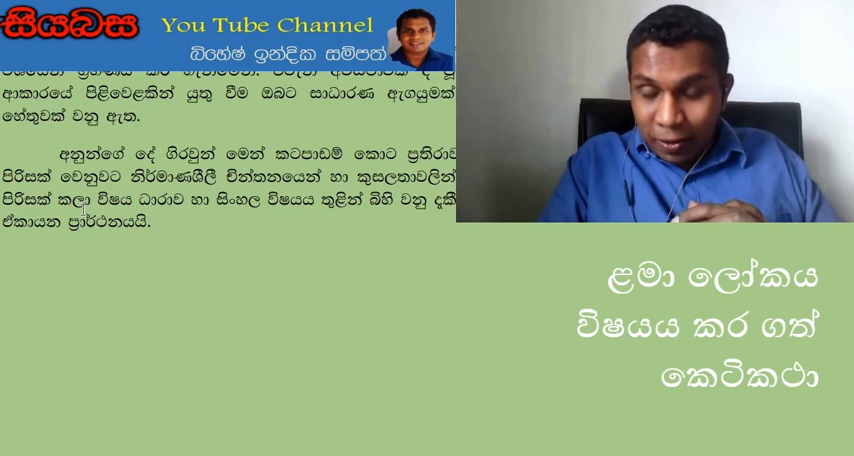 සියබස
You Tube Channel
බිහේෂ් ඉන්දික සම්පත්
ආකාරයේ පිළිවෙළකින් යුතු වීම ඔබට සාධාරණ ඇගයුමක්
හේතුවක් වනු ඇත.
අනුන්ගේ දේ ගිරවුන් මෙන් කටපාඩම් කොට ප්‍රතිරාව
පිරිසක් වෙනුවට නිර්මාණශීලී චින්තනයෙන් හා කුසලතාවලින්
පිරිසක් කලා විෂය ධාරාව හා සිංහල විෂයය තුළින් බිහි වනු දැකී
ඒකායන ප්‍රාර්ථනයයි.
ළමා ලෝකය
විෂයය කර ගත්
කෙටිකථා